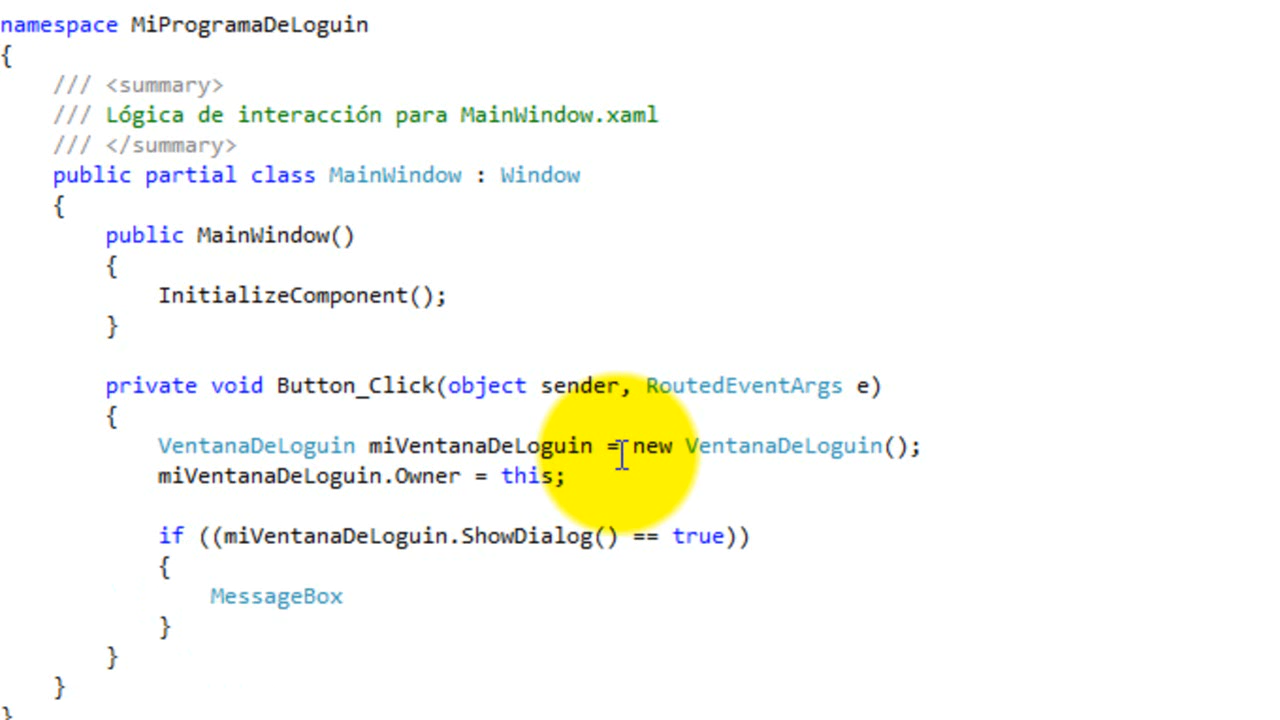 namespace MiProgramaDeLoguin
{
/// <summary>
/// Lógica de interacción para MainWindow.xaml
/// </summary>
public partial class MainWindow : Window
{
public MainWindow()
{
InitializeComponent();
}
private void Button_Click(object sender, RoutedEventArgs e)
{
VentanaDeLoguin miVentanaDeLoguin = new VentanaDeLoguin();
miVentanaDeLoguin.Owner = this;
if ((miVentanaDeLoguin.ShowDialog() == true))
{
MessageBox
}
}
}
}